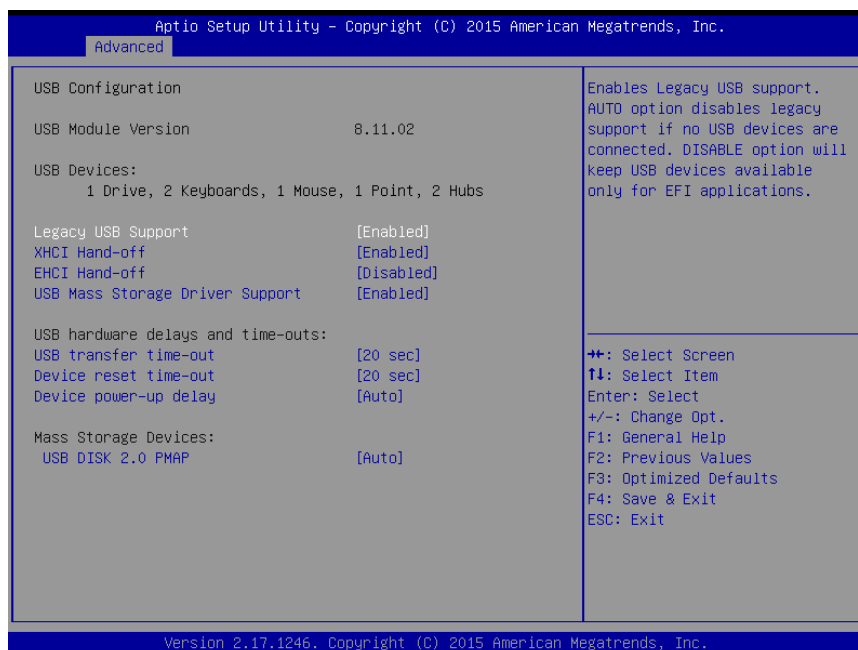 Aptio Setup Utility – Copyright (C) 2015 American Megatrends, Inc.
Advanced
USB Configuration
USB Module Version 8.11.02
USB Devices:
1 Drive, 2 Keyboards, 1 Mouse, 1 Point, 2 Hubs
Legacy USB Support [Enabled]
XHCI Hand-off [Enabled]
EHCI Hand-off [Disabled]
USB Mass Storage Driver Support [Enabled]
USB hardware delays and time-outs:
USB transfer time-out [20 sec]
Device reset time-out [20 sec]
Device power-up delay [Auto]
Mass Storage Devices:
USB DISK 2.0 PMAP [Auto]
Enables Legacy USB support.
AUTO option disables legacy
support if no USB devices are
connected. DISABLE option will
keep USB devices available
only for EFI applications.
→←: Select Screen
↑↓: Select Item
Enter: Select
+/-: Change Opt.
F1: General Help
F2: Previous Values
F3: Optimized Defaults
F4: Save & Exit
ESC: Exit
Version 2.17.1246. Copyright (C) 2015 American Megatrends, Inc.